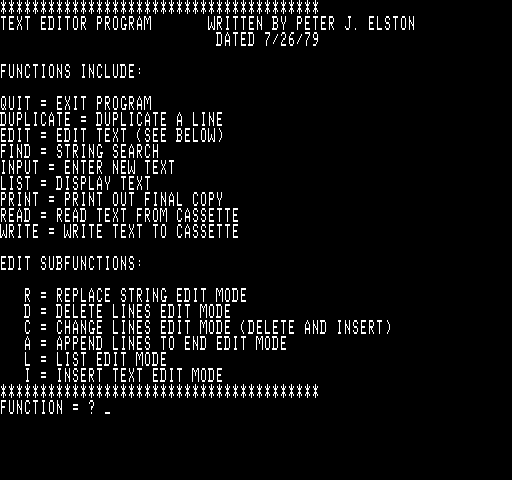 ****************************************
TEXT EDITOR PROGRAM       WRITTEN BY PETER J. ELSTON
                           DATED 7/26/79
FUNCTIONS INCLUDE:
QUIT = EXIT PROGRAM
DUPLICATE = DUPLICATE A LINE
EDIT = EDIT TEXT (SEE BELOW)
FIND = STRING SEARCH
INPUT = ENTER NEW TEXT
LIST = DISPLAY TEXT
PRINT = PRINT OUT FINAL COPY
READ = READ TEXT FROM CASSETTE
WRITE = WRITE TEXT TO CASSETTE
EDIT SUBFUNCTIONS:
   R = REPLACE STRING EDIT MODE
   D = DELETE LINES EDIT MODE
   C = CHANGE LINES EDIT MODE (DELETE AND INSERT)
   A = APPEND LINES TO END EDIT MODE
   L = LIST EDIT MODE
   I = INSERT TEXT EDIT MODE
****************************************
FUNCTION = ? _